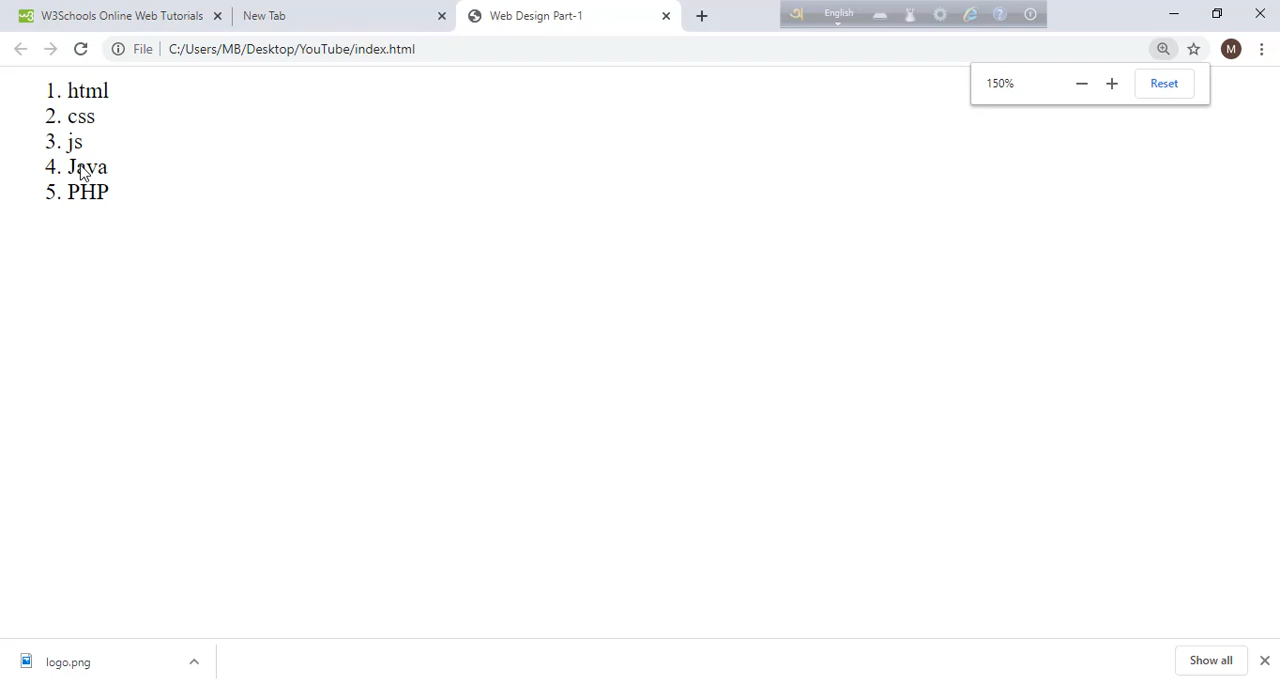 W3Schools Online Web Tutorials
New Tab
Web Design Part-1
English
File
C:/Users/MB/Desktop/YouTube/index.html
M
150%
Reset
1. html
2. css
3. js
4. Java
5. PHP
logo.png
Show all